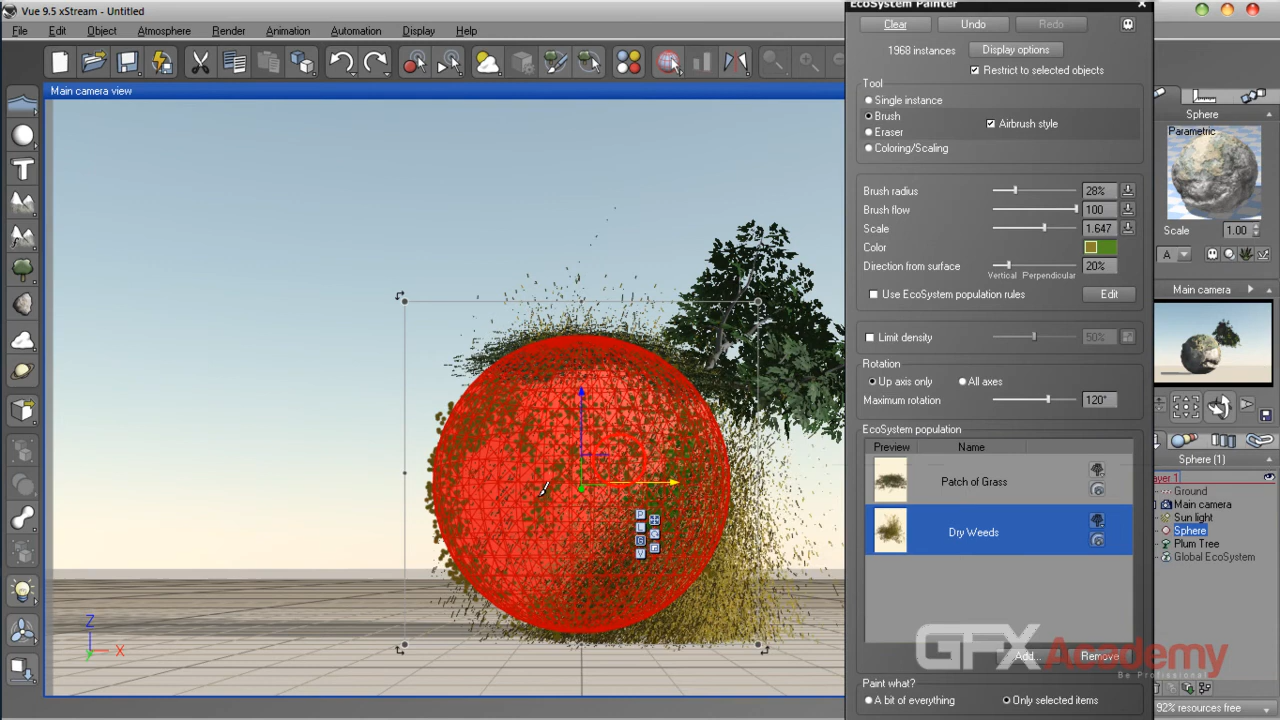 Vue 9.5 xStream - Untitled
File Edit Object Atmosphere Render Animation Automation Display Help
Main camera view
EcoSystem Painter
Clear Undo Redo
1968 instances Display options
Restrict to selected objects
Tool
Single instance
Brush
Airbrush style
Eraser
Coloring/Scaling
Brush radius 28%
Brush flow 100
Scale 1.647
Color
Direction from surface 20%
Vertical Perpendicular
Use EcoSystem population rules Edit
Limit density 50%
Rotation
Up axis only All axes
Maximum rotation 120°
EcoSystem population
Preview Name
Patch of Grass
Dry Weeds
Add... Remove
Paint what?
A bit of everything Only selected items
Sphere
Parametric
Scale 1.00
A
Main camera
Sphere (1)
ayer 1
Ground
Main camera
Sun light
Sphere
Plum Tree
Global EcoSystem
92% resources free
Z
X
P
L
G
V
GFXAcademy
Be Professional